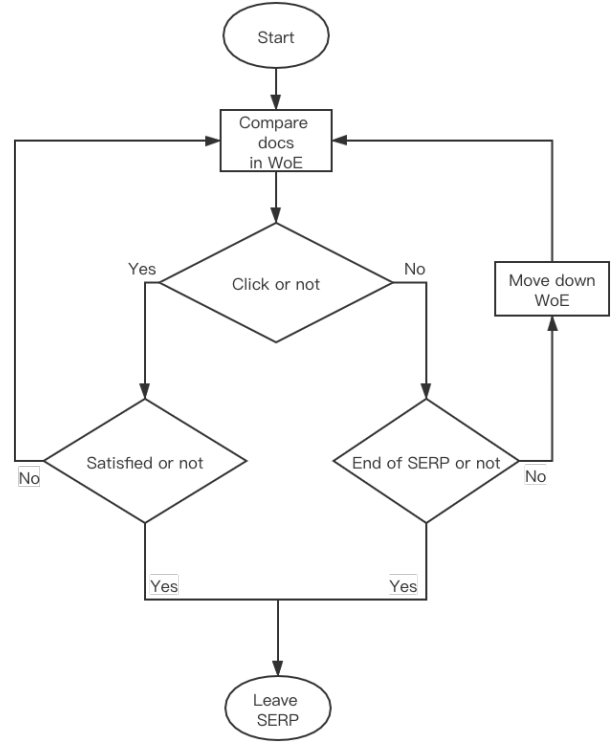 Start
Compare
docs
in WoE
Yes
No
Click or not
Move down
WoE
Satisfied or not
End of SERP or not
No
No
Yes
Yes
Leave
SERP